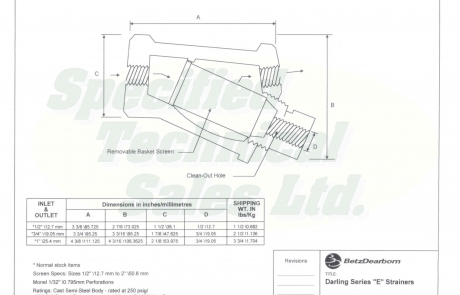 A
C
B
D
Removable Basket Screen
Clean-Out Hole
Specified
Technical
Sales Ltd.
INLET & OUTLET Dimensions in inches/millimetres SHIPPING WT. IN lbs/Kg
A B C D
*1/2" /12.7 mm 3 3/8 /85.725 2 7/8 /73.025 1 1/2 /38.1 1/2 /12.7 1 1/2 /0.682
*3/4" /19.05 mm 3 3/4 /95.25 3 3/16 /80.25 1 7/8 /47.625 3/4 /19.05 2 1/2 /1.136
*1" /25.4 mm 4 3/8 /111.125 4 3/16 /106.3625 2 1/8 /53.975 3/4 /19.05 3 3/4 /1.704
* Normal stock items
Screen Specs: Sizes 1/2" /12.7 mm to 2" /50.8 mm
Monel 1/32" /0.795mm Perforations
Ratings: Cast Semi-Steel Body - rated at 250 psig/
Revisions
BetzDearborn
TITLE:
Darling Series "E" Strainers